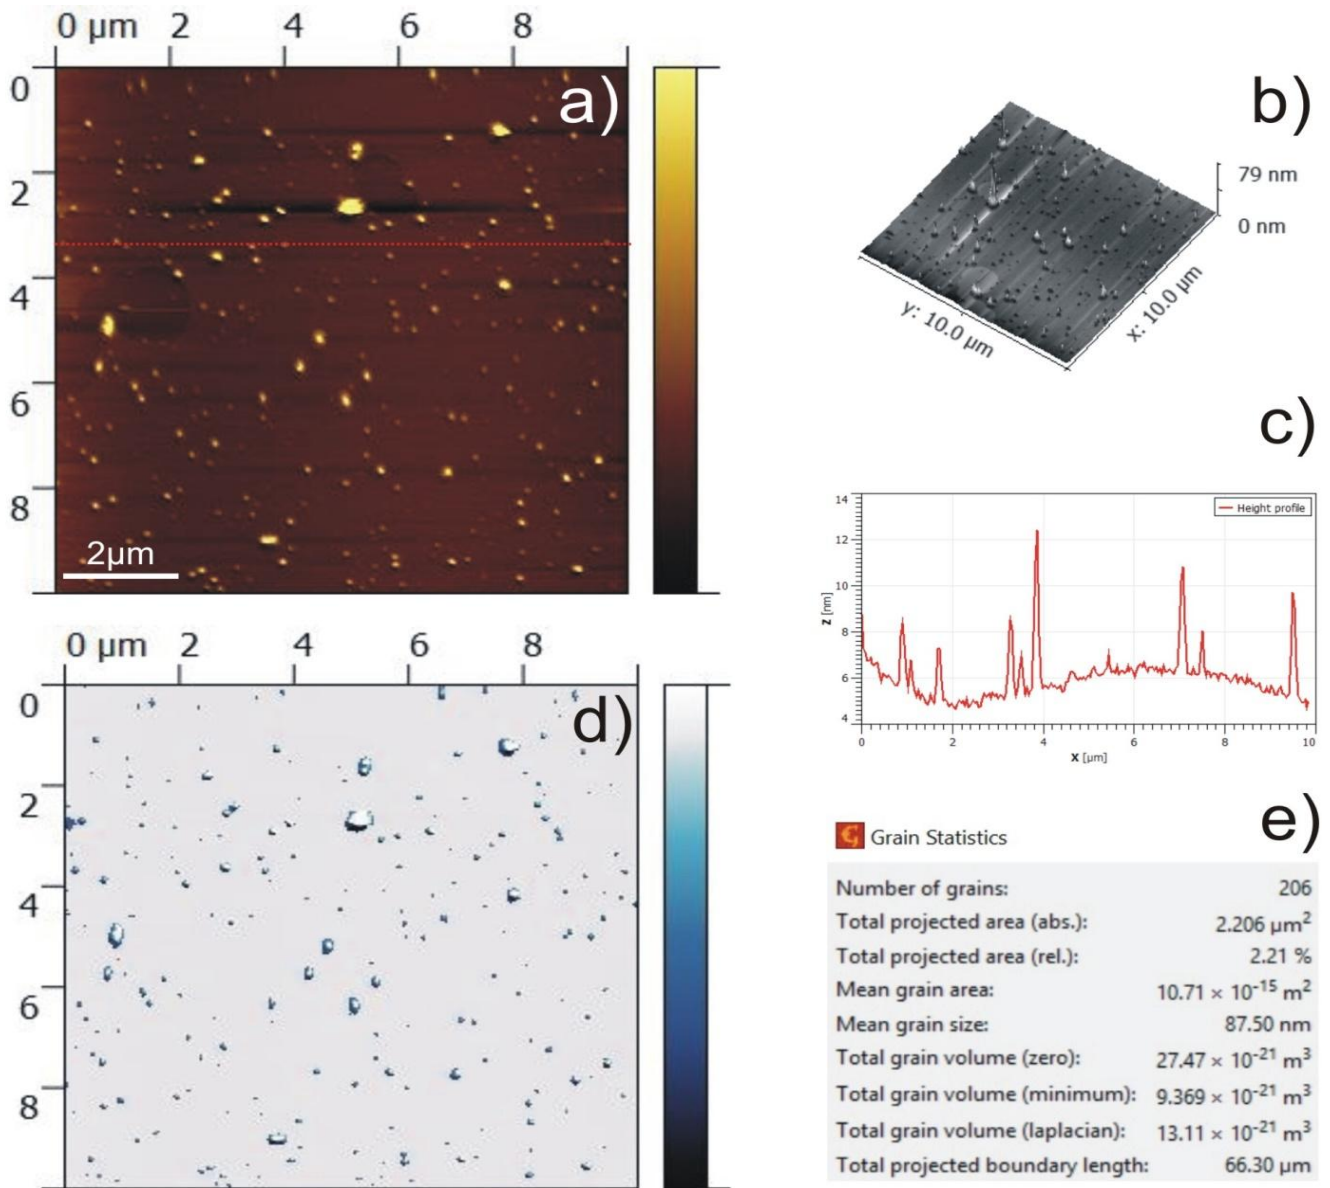 0 µm 2 4 6 8
0
2
4
6
8
a)
2µm
b)
79 nm
0 nm
y: 10.0 µm
x: 10.0 µm
c)
14
12
10
8
6
4
Z [nm]
Height profile
0 2 4 6 8 10
X [µm]
0 µm 2 4 6 8
0
2
4
6
8
d)
e)
Grain Statistics
Number of grains: 206
Total projected area (abs.): 2.206 µm²
Total projected area (rel.): 2.21 %
Mean grain area: 10.71 × 10⁻¹⁵ m²
Mean grain size: 87.50 nm
Total grain volume (zero): 27.47 × 10⁻²¹ m³
Total grain volume (minimum): 9.369 × 10⁻²¹ m³
Total grain volume (laplacian): 13.11 × 10⁻²¹ m³
Total projected boundary length: 66.30 µm